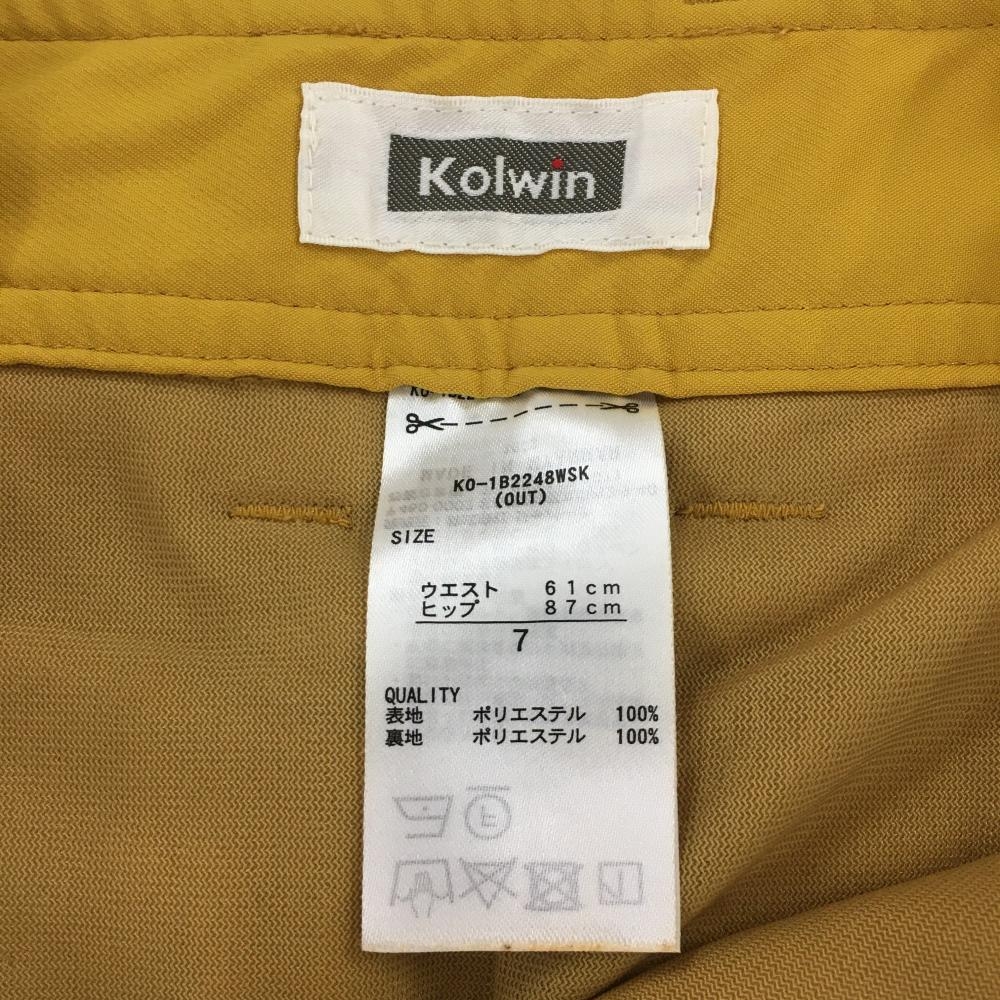 Kolwin
KO-1B2248WSK
(OUT)
SIZE
ウエスト 61cm
ヒップ 87cm
7
QUALITY
表地 ポリエステル 100%
裏地 ポリエステル 100%